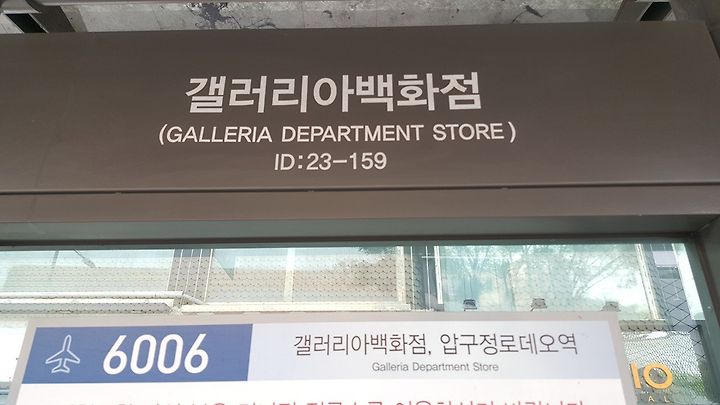 갤러리아백화점
(GALLERIA DEPARTMENT STORE)
ID:23-159
6006
갤러리아백화점, 압구정로데오역
Galleria Department Store
IO